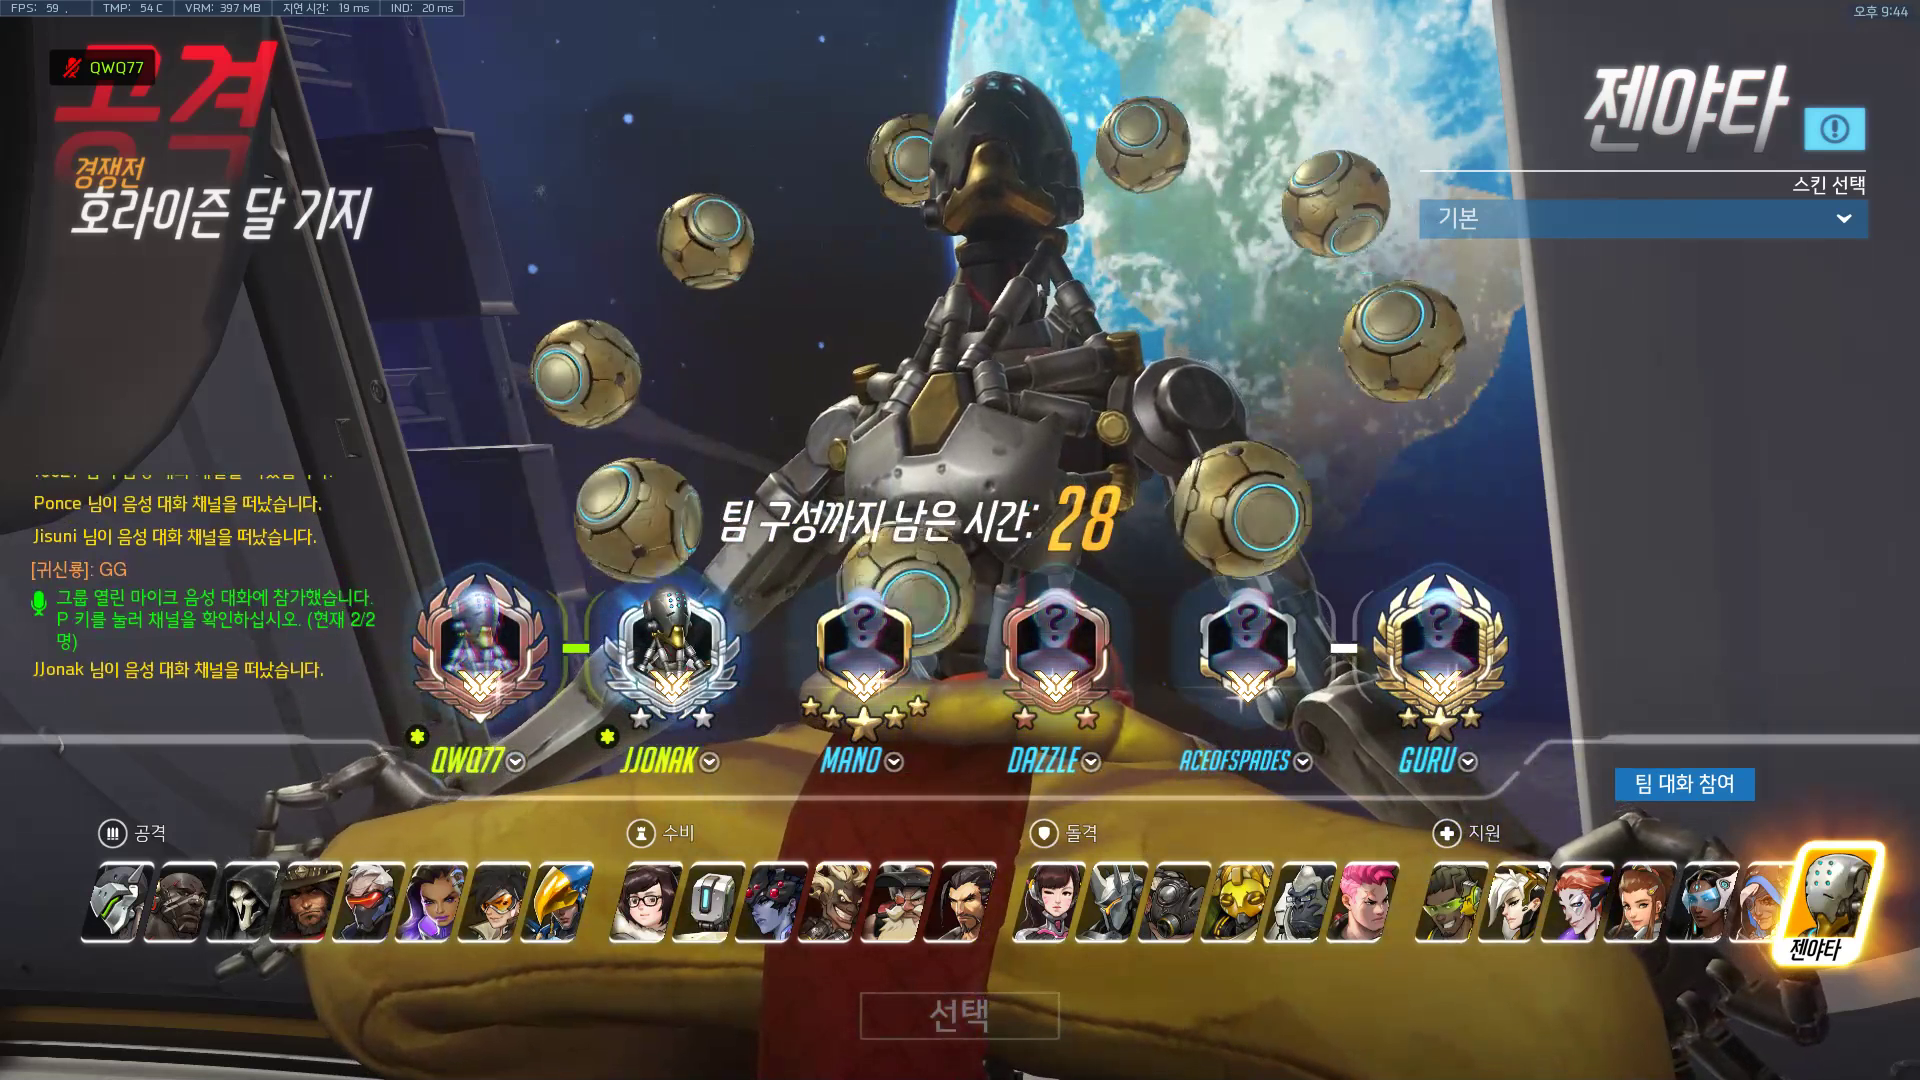 FPS: 59 .
TMP: 54 C
VRM: 397 MB
지연 시간: 19 ms
IND: 20 ms
오후 9:44
공격
QWQ77
경쟁전
호라이즌 달 기지
젠야타
스킨 선택
기본
Ponce 님이 음성 대화 채널을 떠났습니다.
Jisuni 님이 음성 대화 채널을 떠났습니다.
[귀신룡]: GG
그룹 열린 마이크 음성 대화에 참가했습니다.
P 키를 눌러 채널을 확인하십시오. (현재 2/2
명)
JJonak 님이 음성 대화 채널을 떠났습니다.
팀 구성까지 남은 시간: 28
QWQ77
JJONAK
MANO
DAZZLE
ACEOFSPADES
GURU
팀 대화 참여
공격
수비
돌격
지원
젠야타
선택